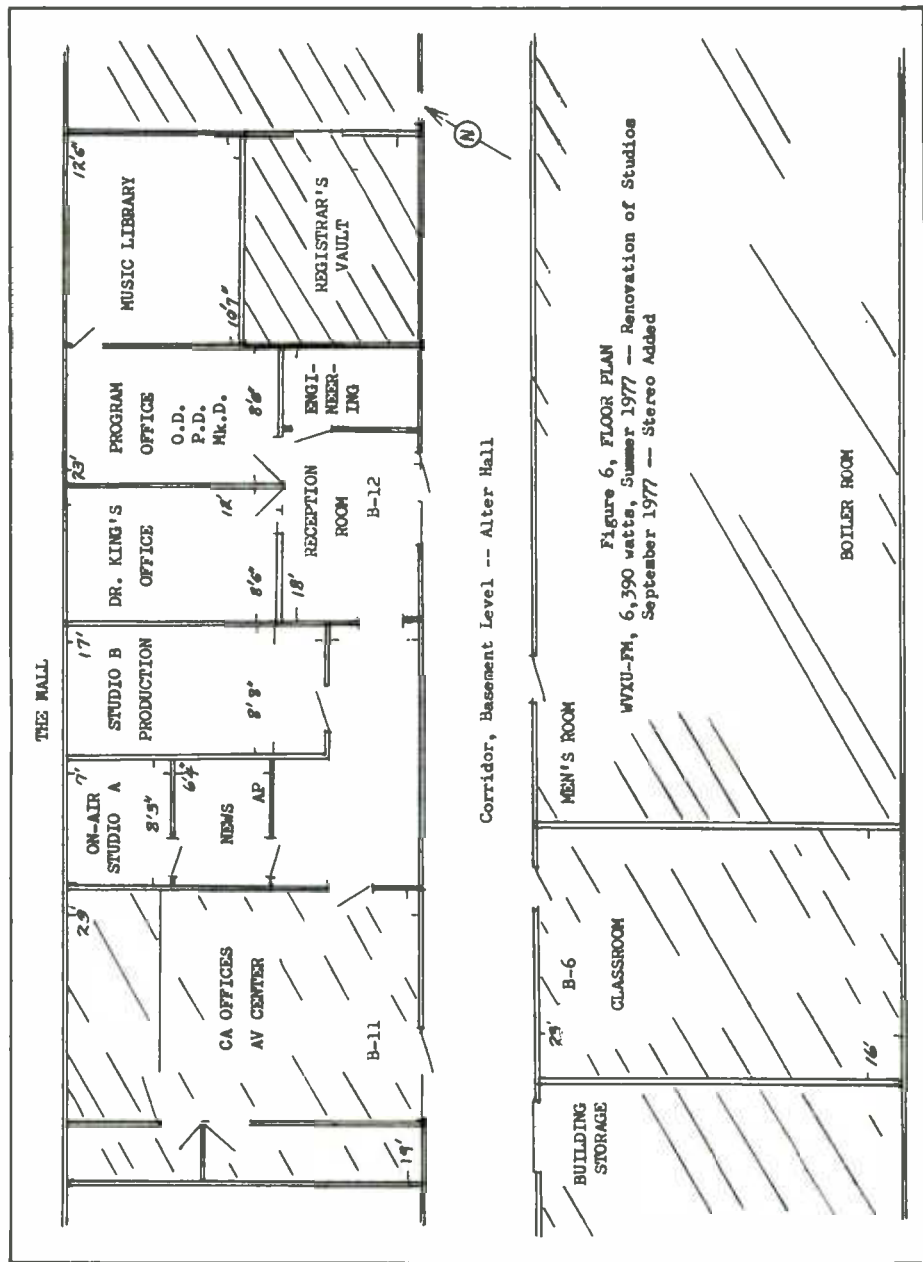 THE MALL
23'
CA OFFICES
AV CENTER
B-11
19'
7'
ON-AIR
STUDIO A
8'3"
6'4"
NEWS
AP
17'
STUDIO B
PRODUCTION
8'8"
DR. KING'S
OFFICE
12'
8'6"
18'
RECEPTION
ROOM
B-12
23'
PROGRAM
OFFICE
O.D.
P.D.
Mk.D.
8'6"
ENGI-
NEER-
ING
12'6"
MUSIC LIBRARY
10'7"
REGISTRAR'S
VAULT
N
Corridor, Basement Level -- Alter Hall
BUILDING
STORAGE
B-6
23'
CLASSROOM
16'
MEN'S ROOM
Figure 6, FLOOR PLAN
WVXU-FM, 6,390 watts, Summer 1977 -- Renovation of Studios
September 1977 -- Stereo Added
BOILER ROOM